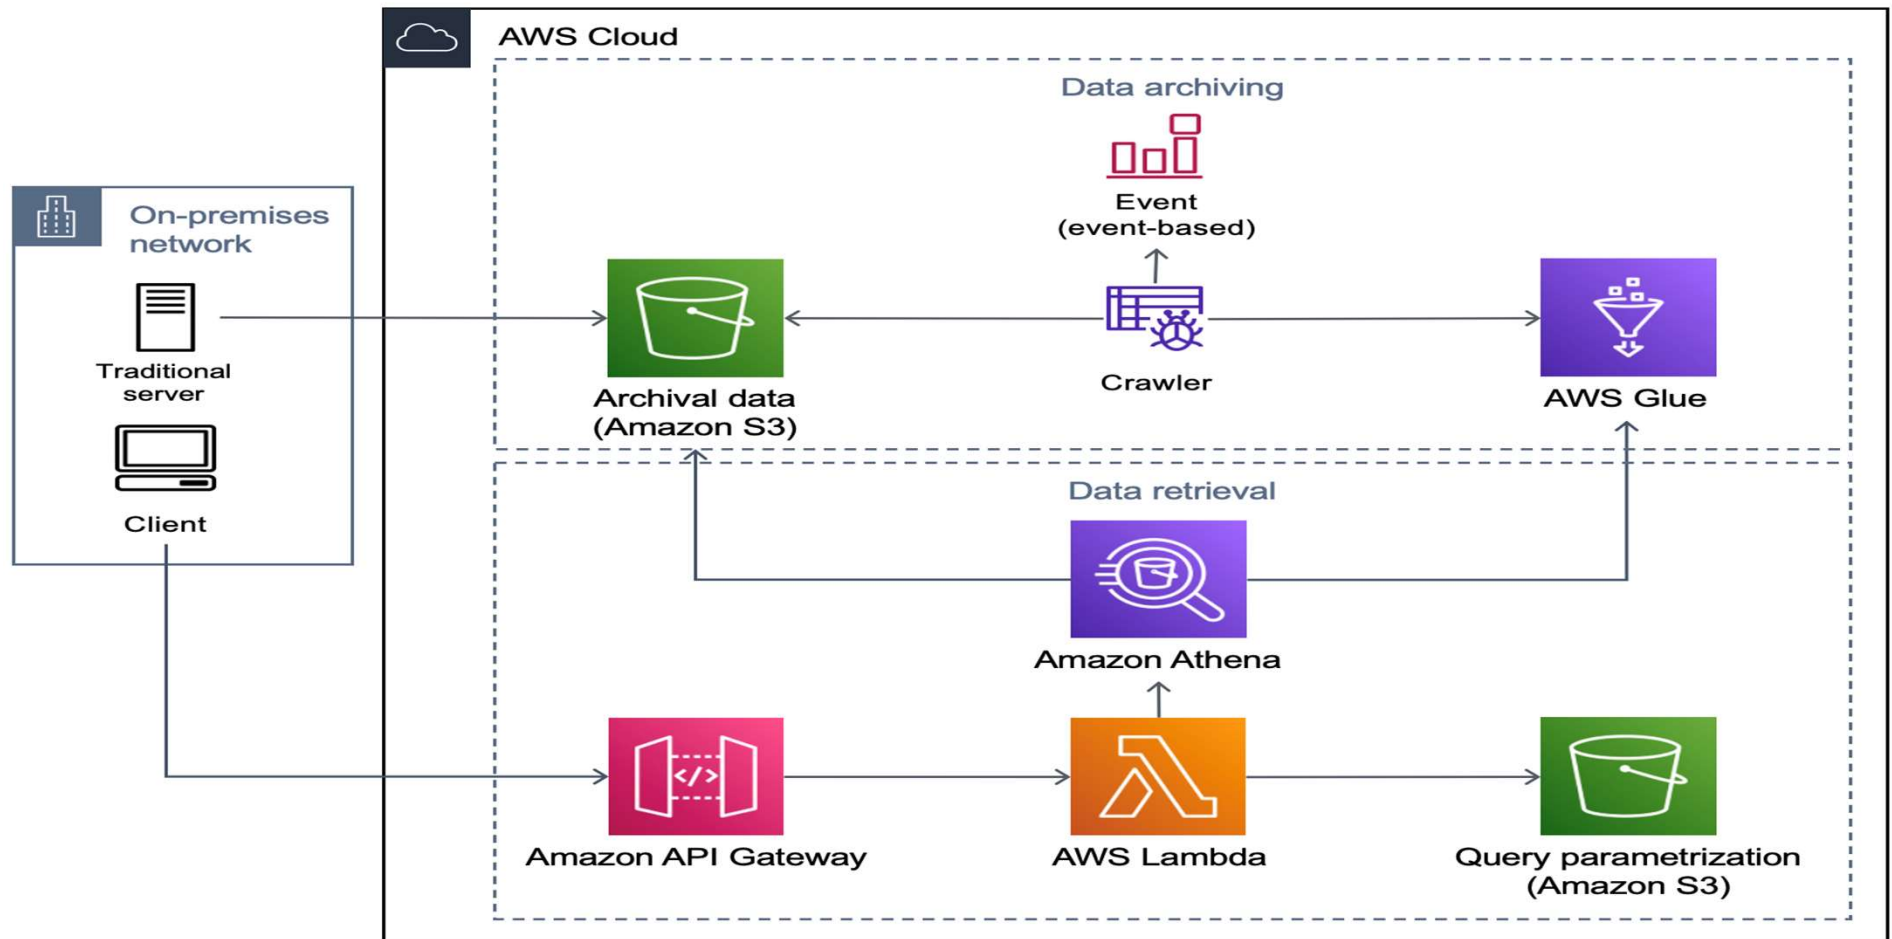 AWS Cloud
Data archiving
Event
(event-based)
On-premises
network
Traditional
server
Client
Archival data
(Amazon S3)
Crawler
AWS Glue
Data retrieval
Amazon Athena
</>
Amazon API Gateway
AWS Lambda
Query parametrization
(Amazon S3)